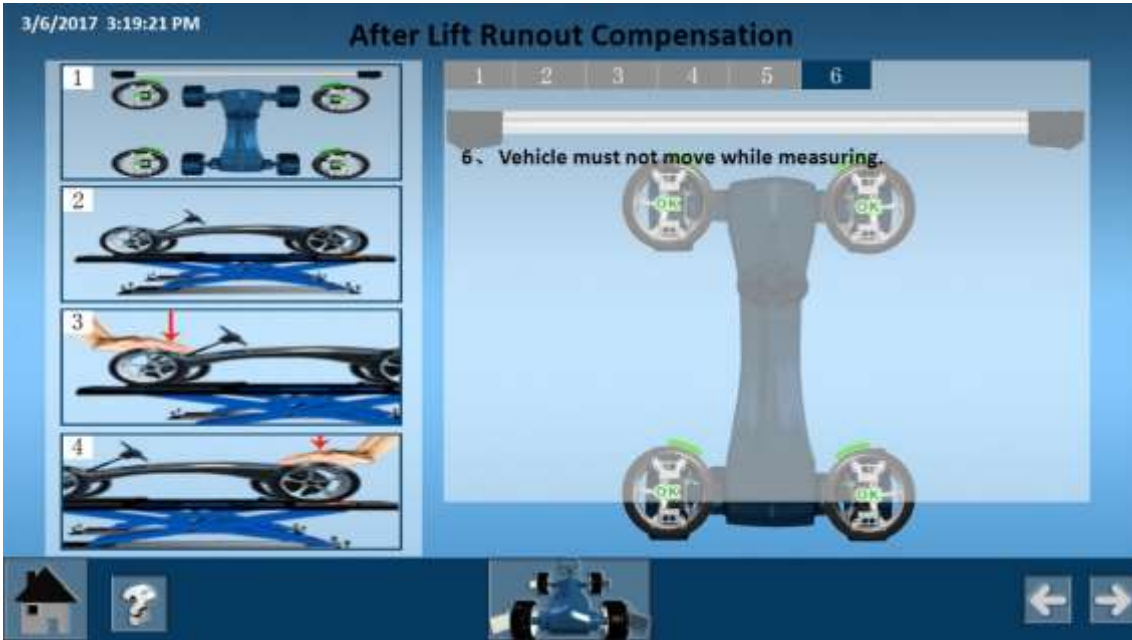 3/6/2017 3:19:21 PM
After Lift Runout Compensation
1 2 3 4 5 6
6、 Vehicle must not move while measuring.
1
2
3
4
OK OK
OK OK